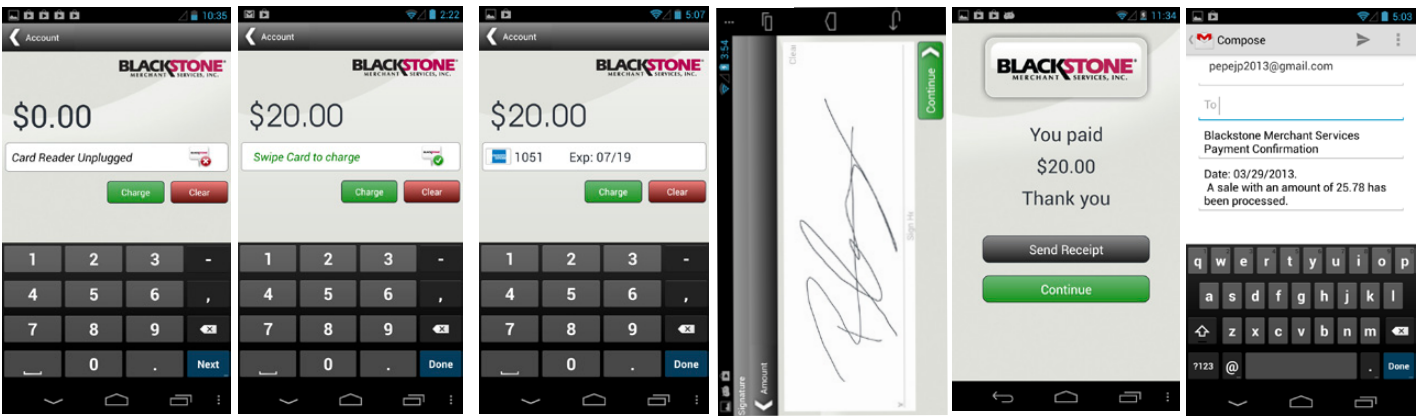 10:35
Account
BLACKSTONE
MERCHANT SERVICES, INC.
$0.00
Card Reader Unplugged
Charge
Clear
1 2 3 -
4 5 6 ,
7 8 9
0 . Next
2:22
Account
BLACKSTONE
MERCHANT SERVICES, INC.
$20.00
Swipe Card to charge
Charge
Clear
1 2 3 -
4 5 6 ,
7 8 9
0 . Done
5:07
Account
BLACKSTONE
MERCHANT SERVICES, INC.
$20.00
1051 Exp: 07/19
Charge
Clear
1 2 3 -
4 5 6 ,
7 8 9
0 . Done
3:54
Signature
Amount
Clear
Continue
Sign He
X
11:34
BLACKSTONE
MERCHANT SERVICES, INC.
You paid
$20.00
Thank you
Send Receipt
Continue
5:03
Compose
pepejp2013@gmail.com
To
Blackstone Merchant Services
Payment Confirmation
Date: 03/29/2013.
A sale with an amount of 25.78 has
been processed.
q w e r t y u i o p
a s d f g h j k l
z x c v b n m
?123 @ . Done